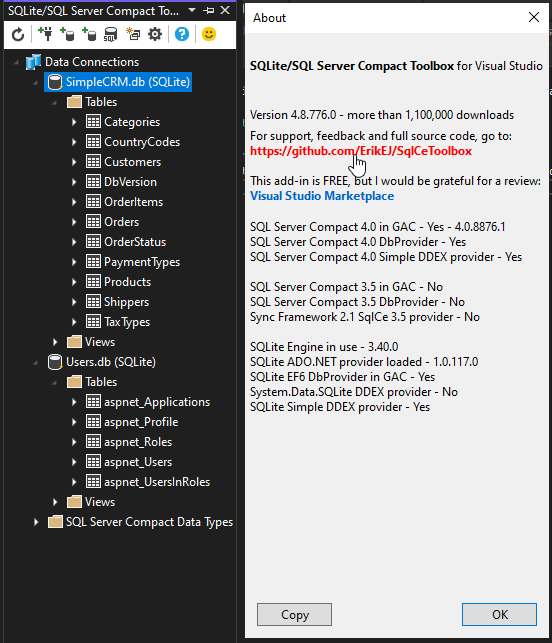 SQLite/SQL Server Compact To...
Data Connections
SimpleCRM.db (SQLite)
Tables
Categories
CountryCodes
Customers
DbVersion
OrderItems
Orders
OrderStatus
PaymentTypes
Products
Shippers
TaxTypes
Views
Users.db (SQLite)
Tables
aspnet_Applications
aspnet_Profile
aspnet_Roles
aspnet_Users
aspnet_UsersInRoles
Views
SQL Server Compact Data Types
About
SQLite/SQL Server Compact Toolbox for Visual Studio
Version 4.8.776.0 - more than 1,100,000 downloads
For support, feedback and full source code, go to:
https://github.com/ErikEJ/SqlCeToolbox
This add-in is FREE, but I would be grateful for a review:
Visual Studio Marketplace
SQL Server Compact 4.0 in GAC - Yes - 4.0.8876.1
SQL Server Compact 4.0 DbProvider - Yes
SQL Server Compact 4.0 Simple DDEX provider - Yes
SQL Server Compact 3.5 in GAC - No
SQL Server Compact 3.5 DbProvider - No
Sync Framework 2.1 SqlCe 3.5 provider - No
SQLite Engine in use - 3.40.0
SQLite ADO.NET provider loaded - 1.0.117.0
SQLite EF6 DbProvider in GAC - Yes
System.Data.SQLite DDEX provider - No
SQLite Simple DDEX provider - Yes
Copy
OK